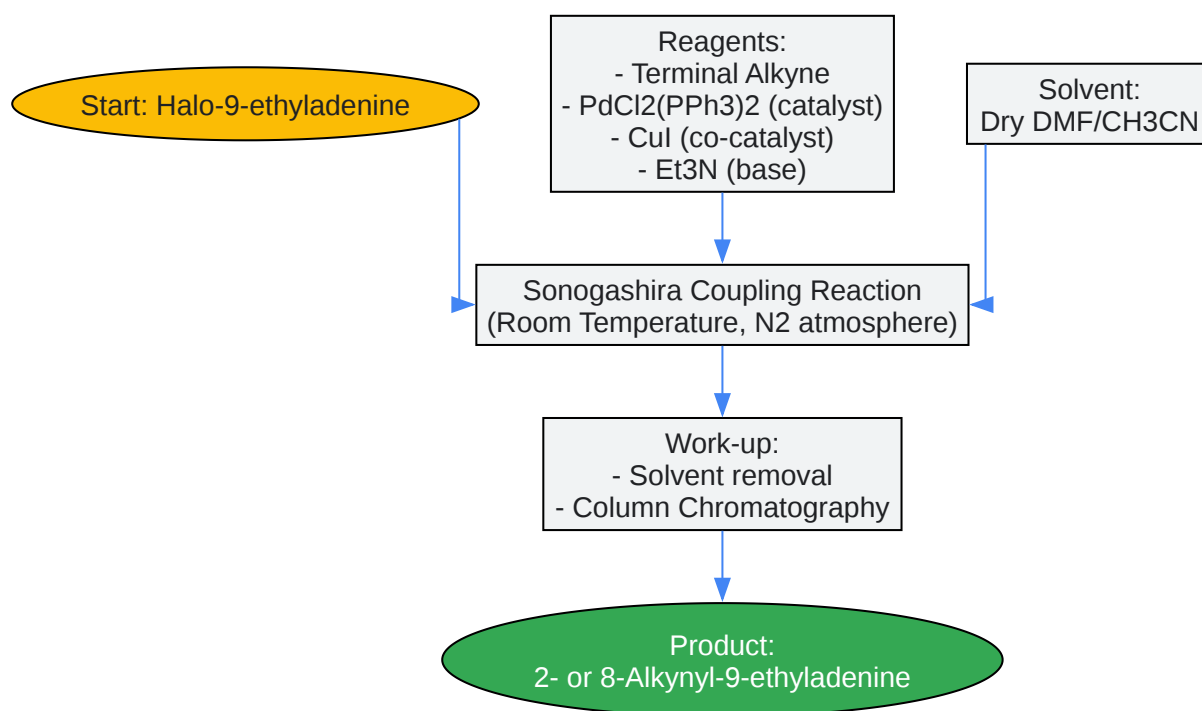 Start: Halo-9-ethyladenine
Reagents:
- Terminal Alkyne
- PdCl2(PPh3)2 (catalyst)
- CuI (co-catalyst)
- Et3N (base)
Solvent:
Dry DMF/CH3CN
Sonogashira Coupling Reaction
(Room Temperature, N2 atmosphere)
Work-up:
- Solvent removal
- Column Chromatography
Product:
2- or 8-Alkynyl-9-ethyladenine